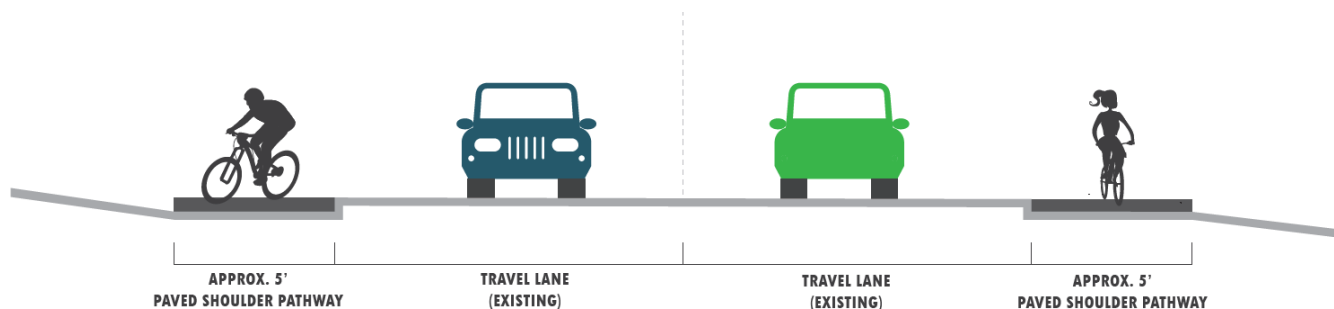 APPROX. 5’
PAVED SHOULDER PATHWAY
TRAVEL LANE
(EXISTING)
TRAVEL LANE
(EXISTING)
APPROX. 5’
PAVED SHOULDER PATHWAY